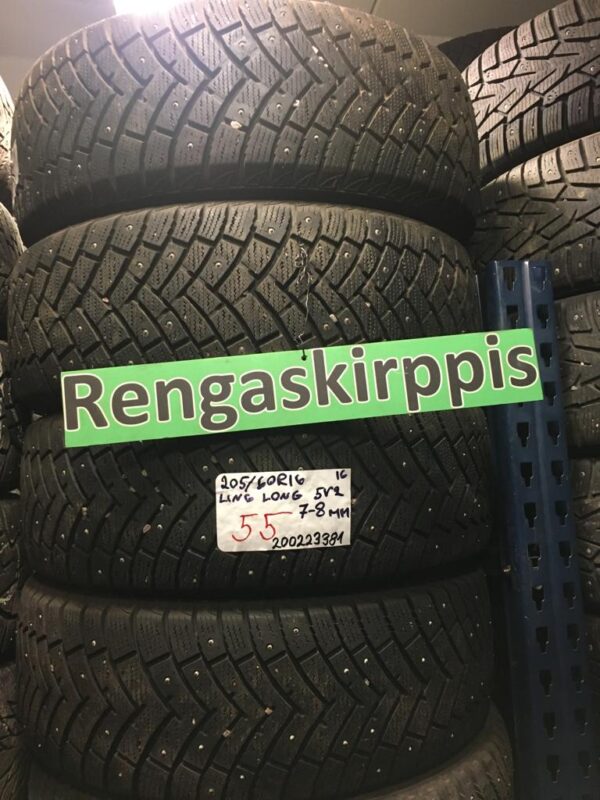 Rengaskirppis
205/60R16 16
LING LONG 5V2
55 7-8 MM
200223381